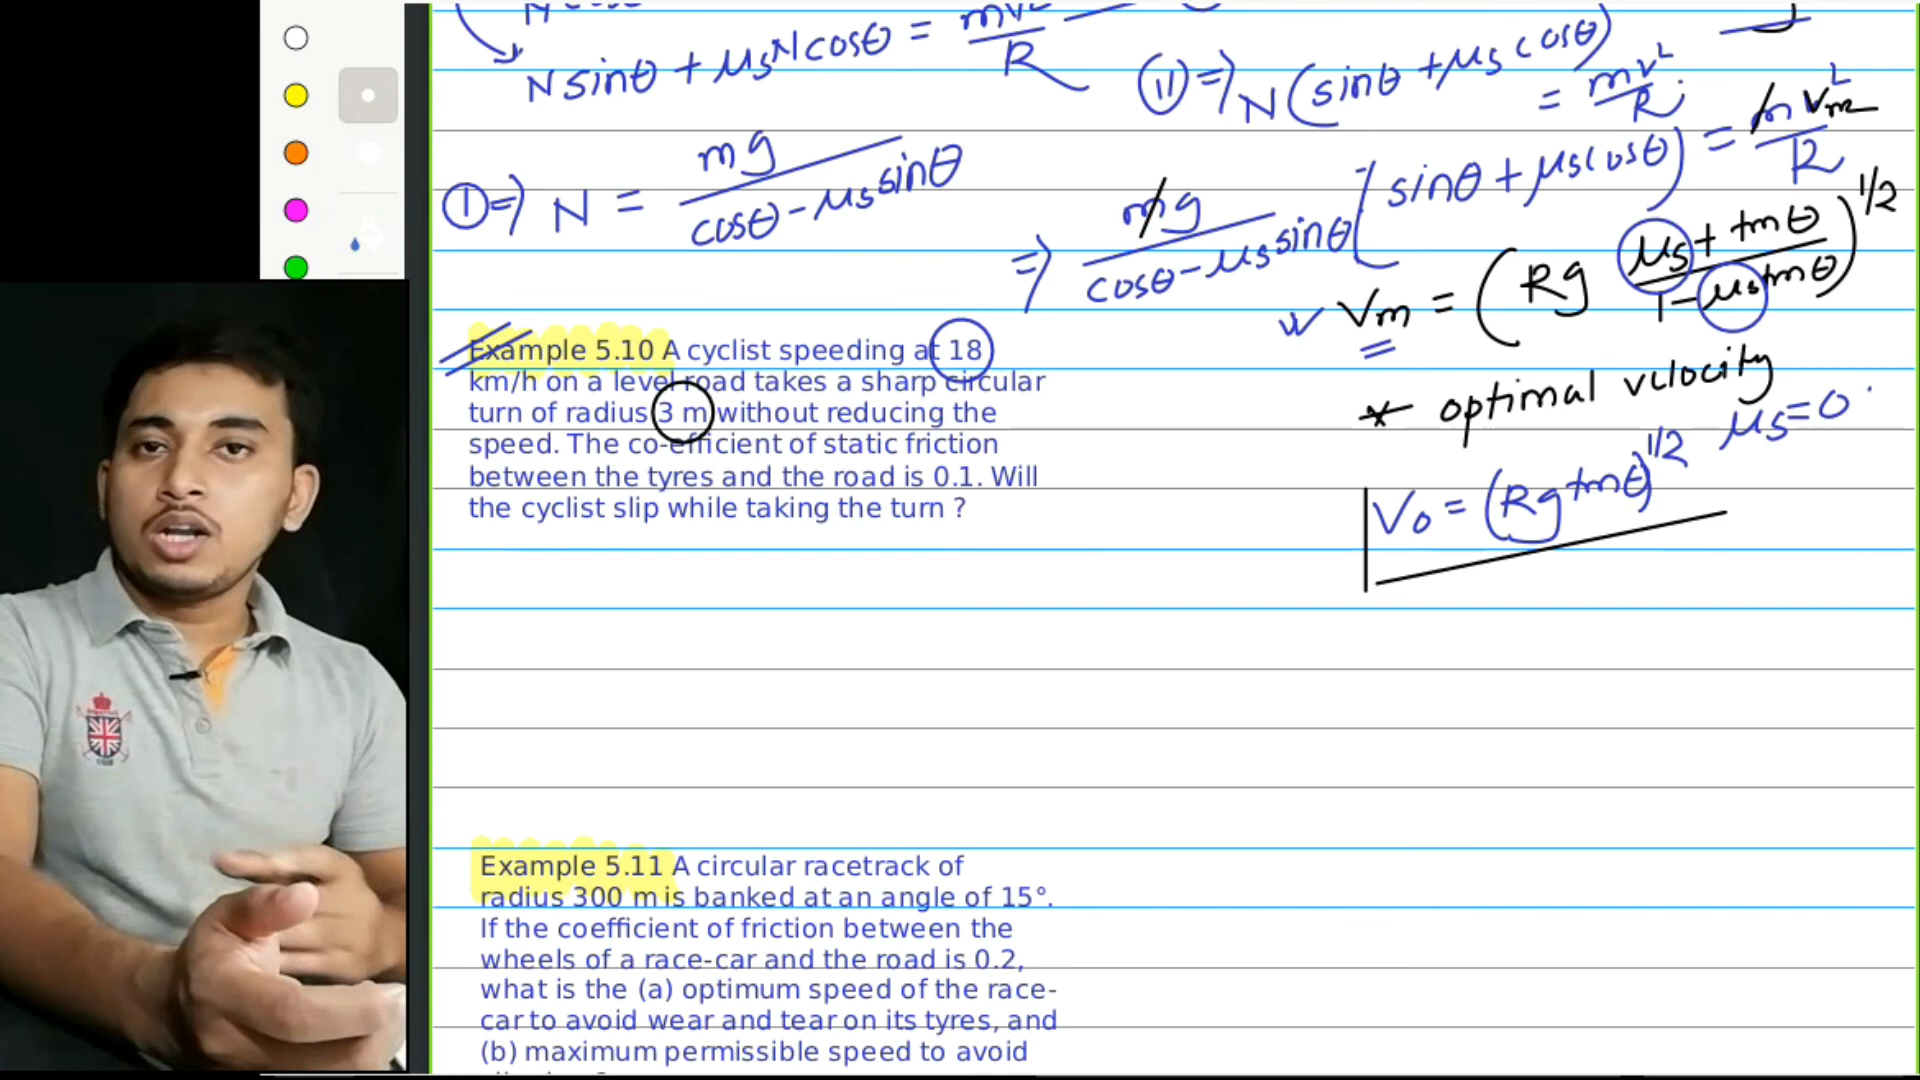 N sinθ + μs N cosθ = mv²/R
(II) ⇒ N (sinθ + μs cosθ) = mv²/R
(I) ⇒ N = mg/(cosθ - μs sinθ)
⇒ mg/(cosθ - μs sinθ) [sinθ + μs cosθ) = m Vm²/R
Vm = (Rg (μs + tanθ)/(1 - μs tanθ))^1/2
* optimal velocity
μs = 0
Vo = (Rg tanθ)^1/2
Example 5.10 A cyclist speeding at 18
km/h on a level road takes a sharp circular
turn of radius 3 m without reducing the
speed. The co-efficient of static friction
between the tyres and the road is 0.1. Will
the cyclist slip while taking the turn ?
Example 5.11 A circular racetrack of
radius 300 m is banked at an angle of 15°.
If the coefficient of friction between the
wheels of a race-car and the road is 0.2,
what is the (a) optimum speed of the race-
car to avoid wear and tear on its tyres, and
(b) maximum permissible speed to avoid